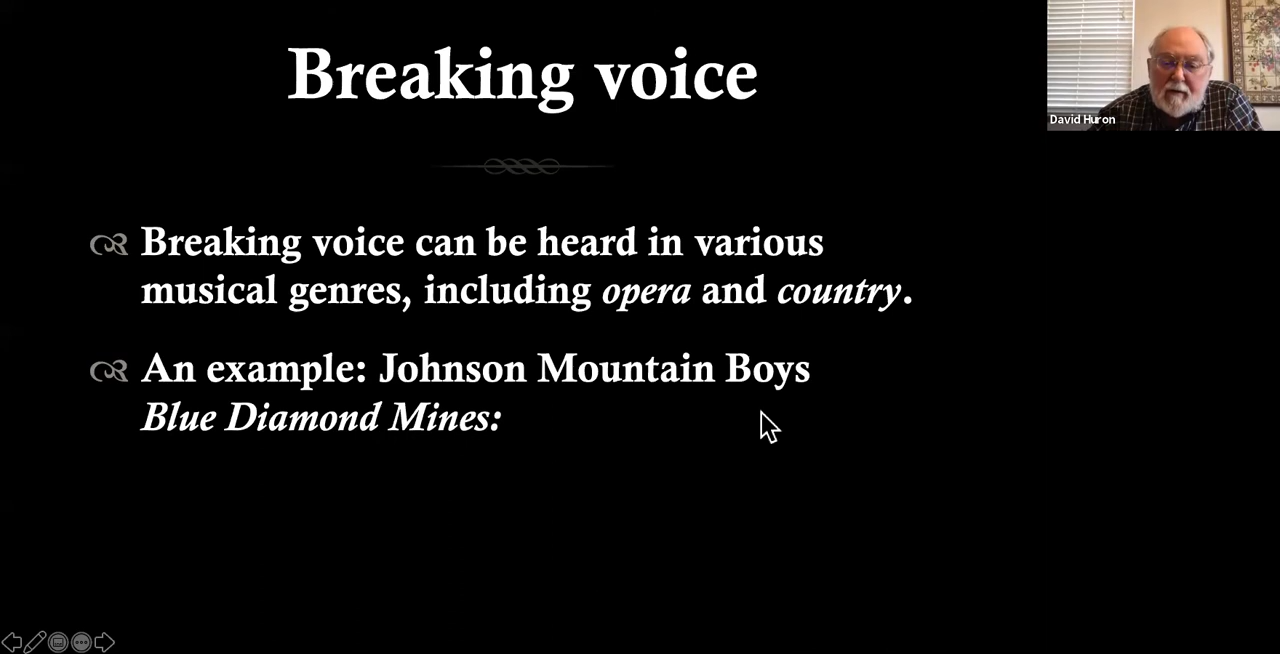 Breaking voice
David Huron
Breaking voice can be heard in various
musical genres, including opera and country.
An example: Johnson Mountain Boys
Blue Diamond Mines: